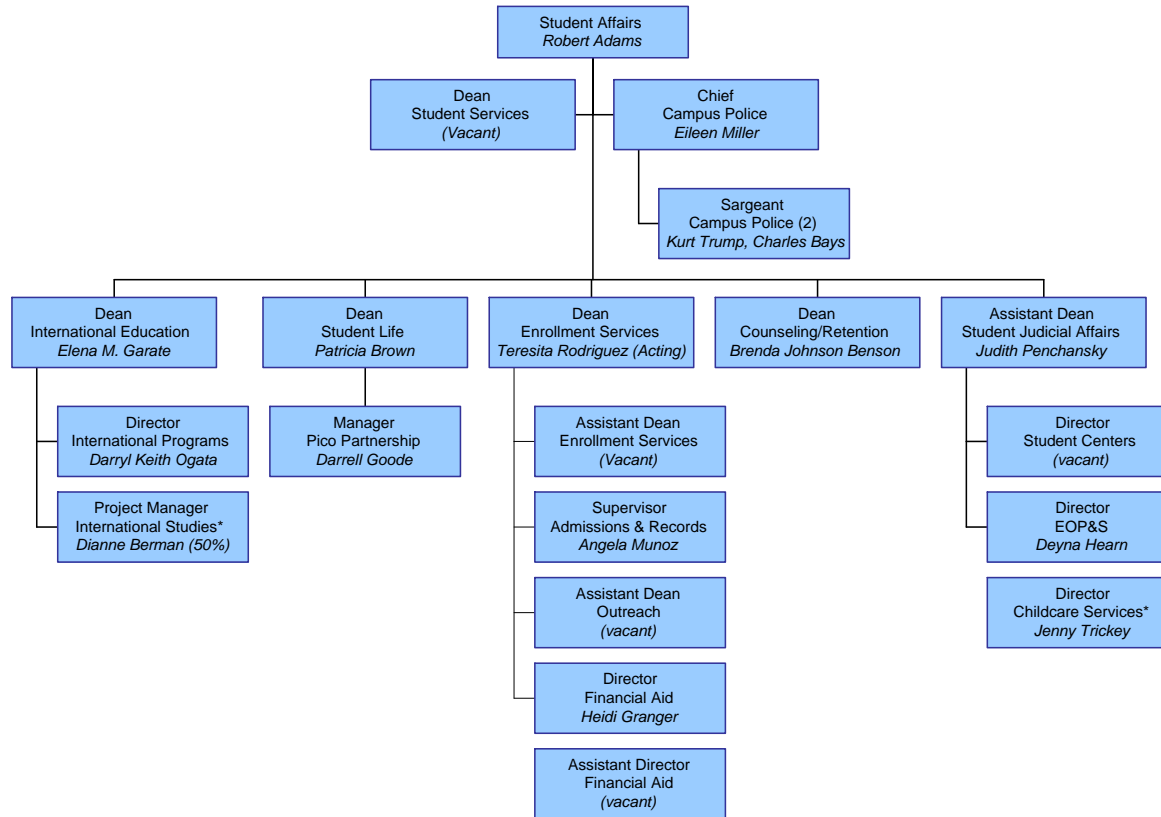 Student Affairs
Robert Adams
Dean
Student Services
(Vacant)
Chief
Campus Police
Eileen Miller
Sargeant
Campus Police (2)
Kurt Trump, Charles Bays
Dean
International Education
Elena M. Garate
Dean
Student Life
Patricia Brown
Dean
Enrollment Services
Teresita Rodriguez (Acting)
Dean
Counseling/Retention
Brenda Johnson Benson
Assistant Dean
Student Judicial Affairs
Judith Penchansky
Director
International Programs
Darryl Keith Ogata
Manager
Pico Partnership
Darrell Goode
Assistant Dean
Enrollment Services
(Vacant)
Director
Student Centers
(vacant)
Project Manager
International Studies*
Dianne Berman (50%)
Supervisor
Admissions & Records
Angela Munoz
Director
EOP&S
Deyna Hearn
Assistant Dean
Outreach
(vacant)
Director
Childcare Services*
Jenny Trickey
Director
Financial Aid
Heidi Granger
Assistant Director
Financial Aid
(vacant)